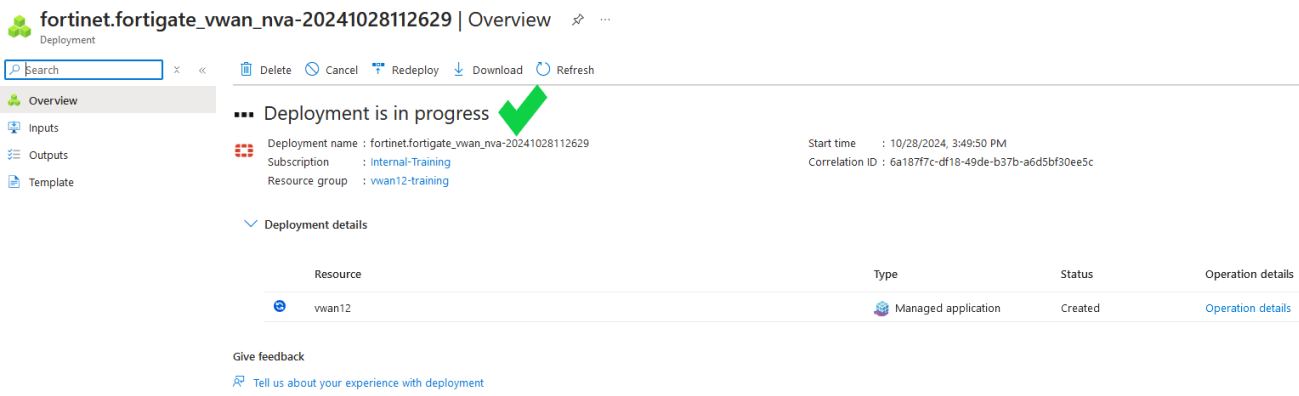 fortinet.fortigate_vwan_nva-20241028112629 | Overview
Deployment
Search
Delete Cancel Redeploy Download Refresh
Overview
Inputs
Outputs
Template
Deployment is in progress
Deployment name : fortinet.fortigate_vwan_nva-20241028112629 Start time : 10/28/2024, 3:49:50 PM
Subscription : Internal-Training Correlation ID : 6a187f7c-df18-49de-b37b-a6d5bf30ee5c
Resource group : vwan12-training
Deployment details
Resource Type Status Operation details
vwan12 Managed application Created Operation details
Give feedback
Tell us about your experience with deployment